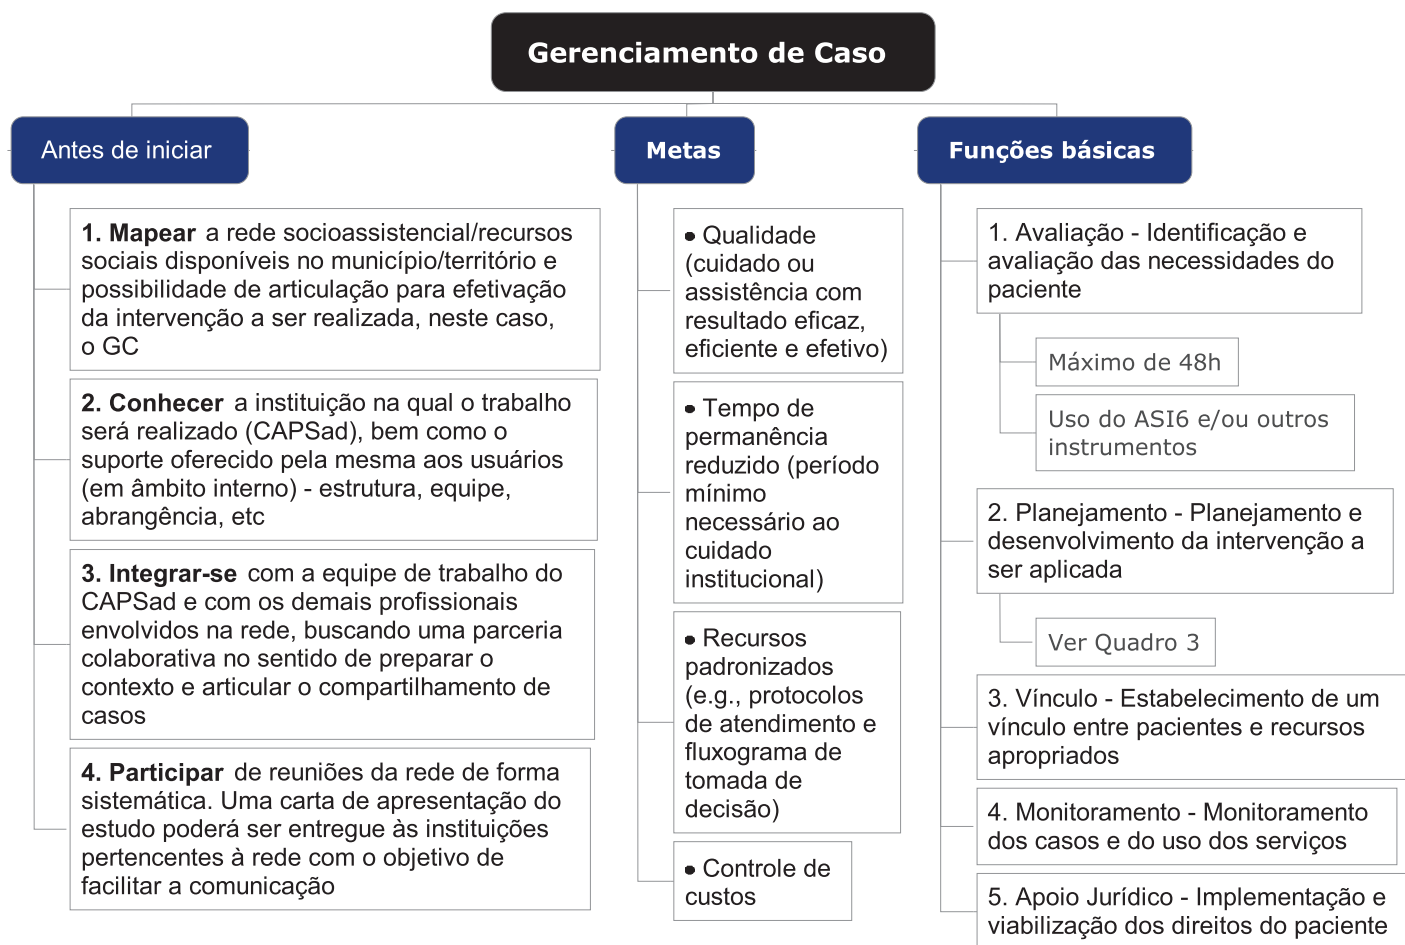 Gerenciamento de Caso
Antes de iniciar
1. Mapear a rede socioassistencial/recursos
sociais disponíveis no município/território e
possibilidade de articulação para efetivação
da intervenção a ser realizada, neste caso,
o GC
2. Conhecer a instituição na qual o trabalho
será realizado (CAPSad), bem como o
suporte oferecido pela mesma aos usuários
(em âmbito interno) - estrutura, equipe,
abrangência, etc
3. Integrar-se com a equipe de trabalho do
CAPSad e com os demais profissionais
envolvidos na rede, buscando uma parceria
colaborativa no sentido de preparar o
contexto e articular o compartilhamento de
casos
4. Participar de reuniões da rede de forma
sistemática. Uma carta de apresentação do
estudo poderá ser entregue às instituições
pertencentes à rede com o objetivo de
facilitar a comunicação
Metas
• Qualidade
(cuidado ou
assistência com
resultado eficaz,
eficiente e efetivo)
• Tempo de
permanência
reduzido (período
mínimo
necessário ao
cuidado
institucional)
• Recursos
padronizados
(e.g., protocolos
de atendimento e
fluxograma de
tomada de
decisão)
• Controle de
custos
Funções básicas
1. Avaliação - Identificação e
avaliação das necessidades do
paciente
Máximo de 48h
Uso do ASI6 e/ou outros
instrumentos
2. Planejamento - Planejamento e
desenvolvimento da intervenção a
ser aplicada
Ver Quadro 3
3. Vínculo - Estabelecimento de um
vínculo entre pacientes e recursos
apropriados
4. Monitoramento - Monitoramento
dos casos e do uso dos serviços
5. Apoio Jurídico - Implementação e
viabilização dos direitos do paciente